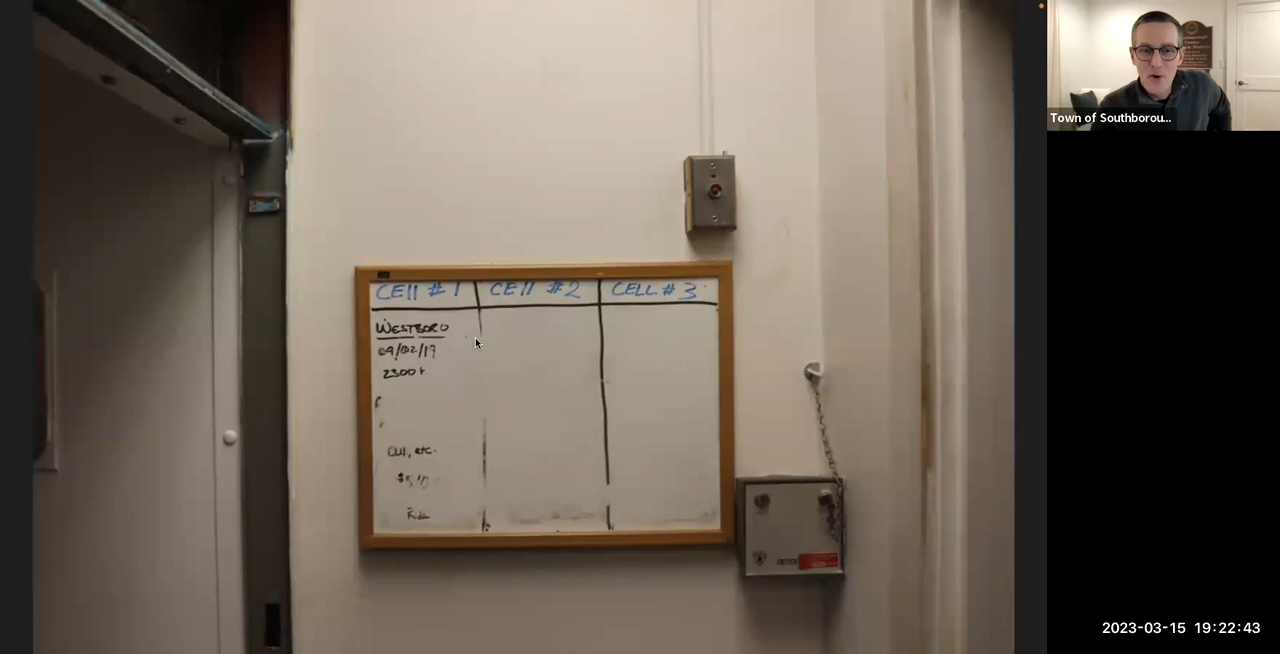 CELL #1 CELL #2 CELL #3
WESTBORO
09/02/19
2300+
OUI, etc.
Town of Southborou...
2023-03-15 19:22:43